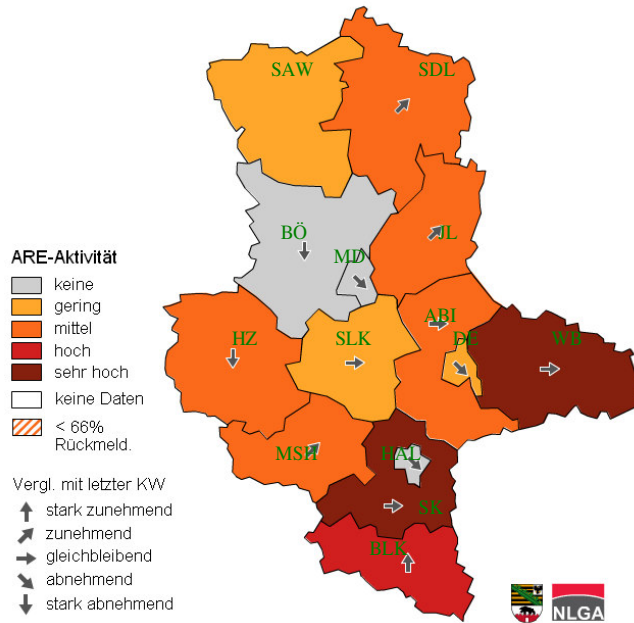 SAW
SDL
BÖ
MD
JL
ARE-Aktivität
keine
gering
mittel
hoch
sehr hoch
keine Daten
< 66%
Rückmeld.
HZ
SLK
ABI
DE
WB
MSH
HAL
SK
BLK
Vergl. mit letzter KW
stark zunehmend
zunehmend
gleichbleibend
abnehmend
stark abnehmend
NLGA